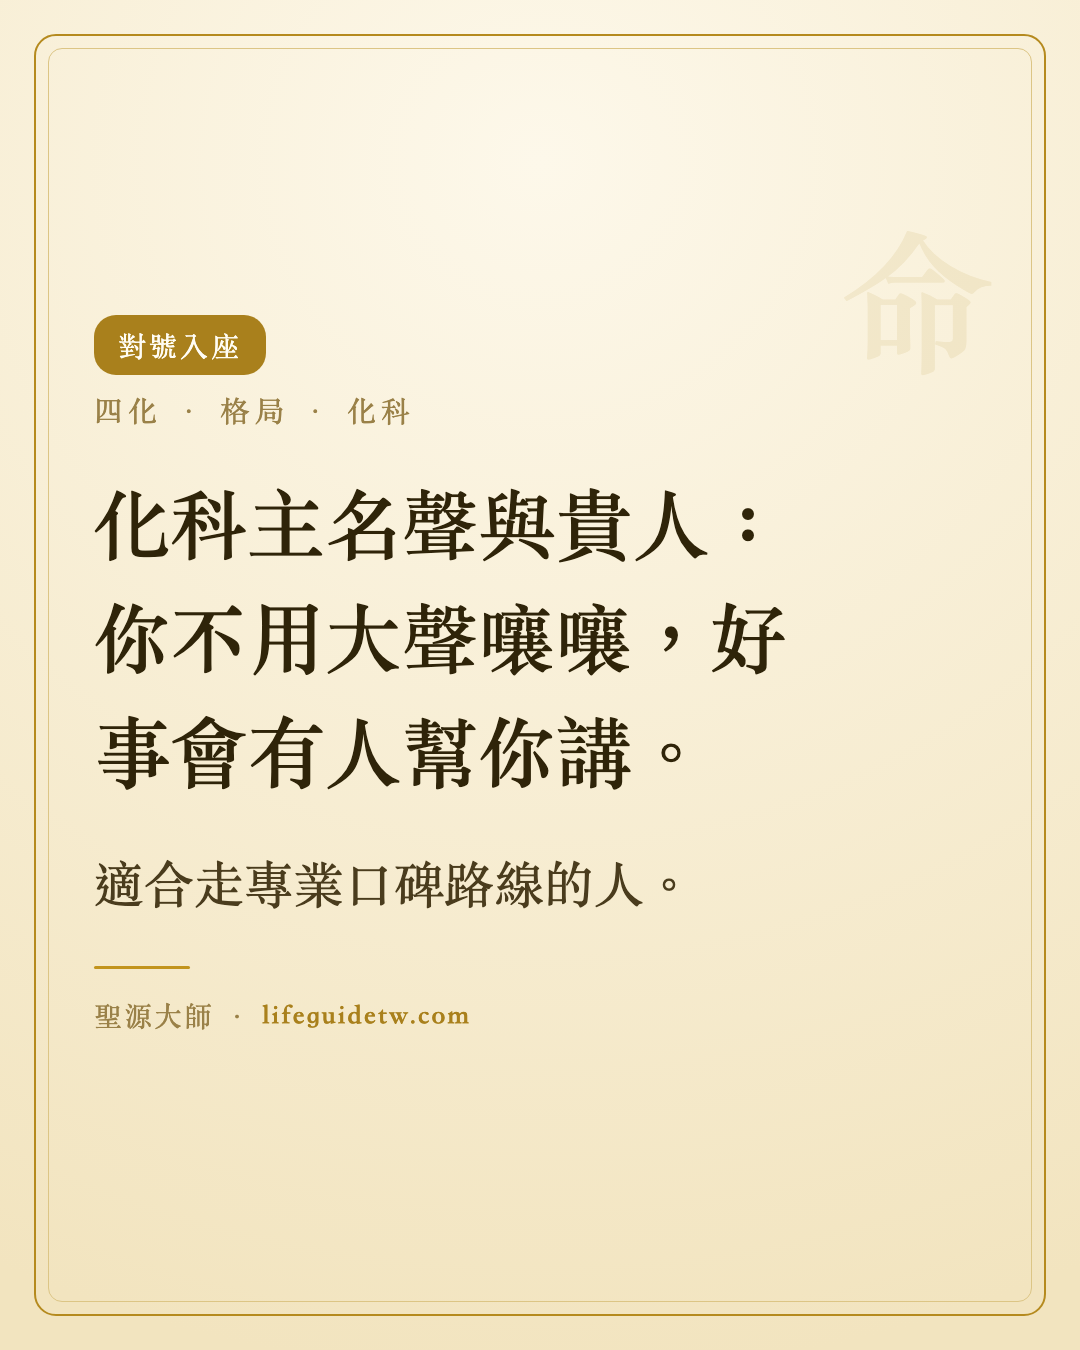 命
對號入座
四化 · 格局 · 化科
化科主名聲與貴人：
你不用大聲嚷嚷，好
事會有人幫你講。
適合走專業口碑路線的人。
聖源大師 · lifeguidetw.com